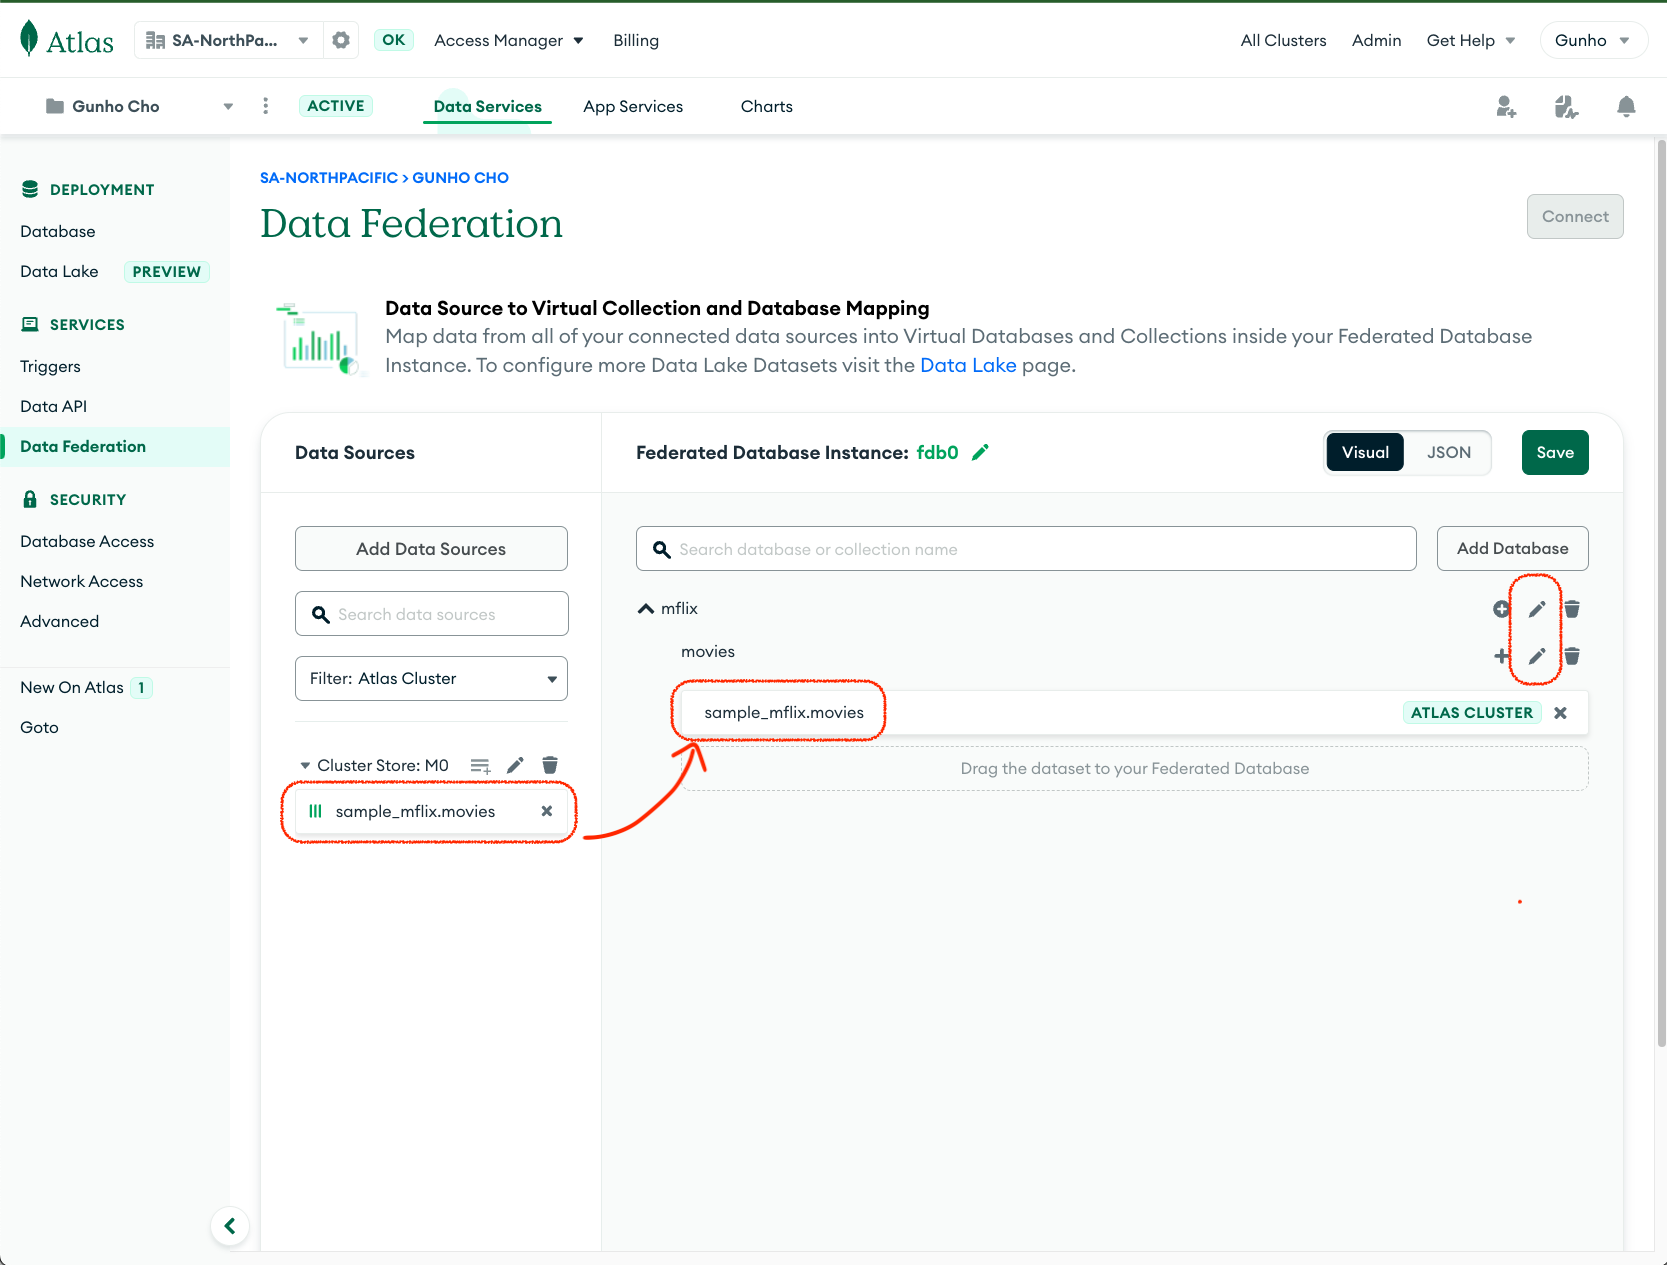 Atlas
SA-NorthPa...
OK
Access Manager
Billing
All Clusters
Admin
Get Help
Gunho
Gunho Cho
ACTIVE
Data Services
App Services
Charts
DEPLOYMENT
Database
Data Lake PREVIEW
SERVICES
Triggers
Data API
Data Federation
SECURITY
Database Access
Network Access
Advanced
New On Atlas 1
Goto
SA-NORTHPACIFIC > GUNHO CHO
Data Federation
Connect
Data Source to Virtual Collection and Database Mapping
Map data from all of your connected data sources into Virtual Databases and Collections inside your Federated Database
Instance. To configure more Data Lake Datasets visit the Data Lake page.
Data Sources
Add Data Sources
Search data sources
Filter: Atlas Cluster
Cluster Store: M0
sample_mflix.movies
Federated Database Instance: fdb0
Visual
JSON
Save
Search database or collection name
Add Database
mflix
movies
sample_mflix.movies
ATLAS CLUSTER
Drag the dataset to your Federated Database